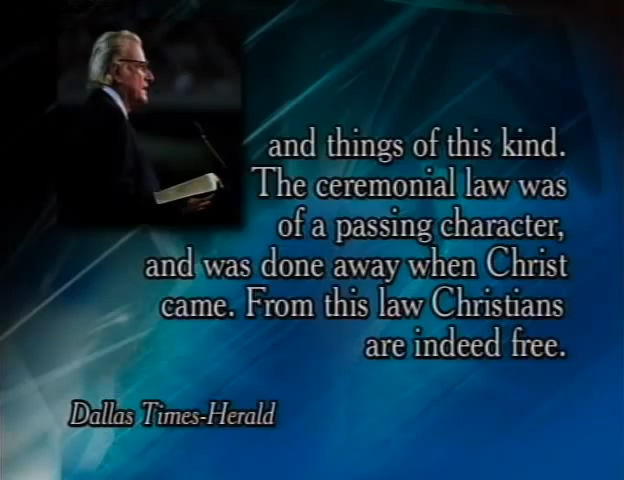 and things of this kind.
The ceremonial law was
of a passing character,
and was done away when Christ
came. From this law Christians
are indeed free.
Dallas Times-Herald